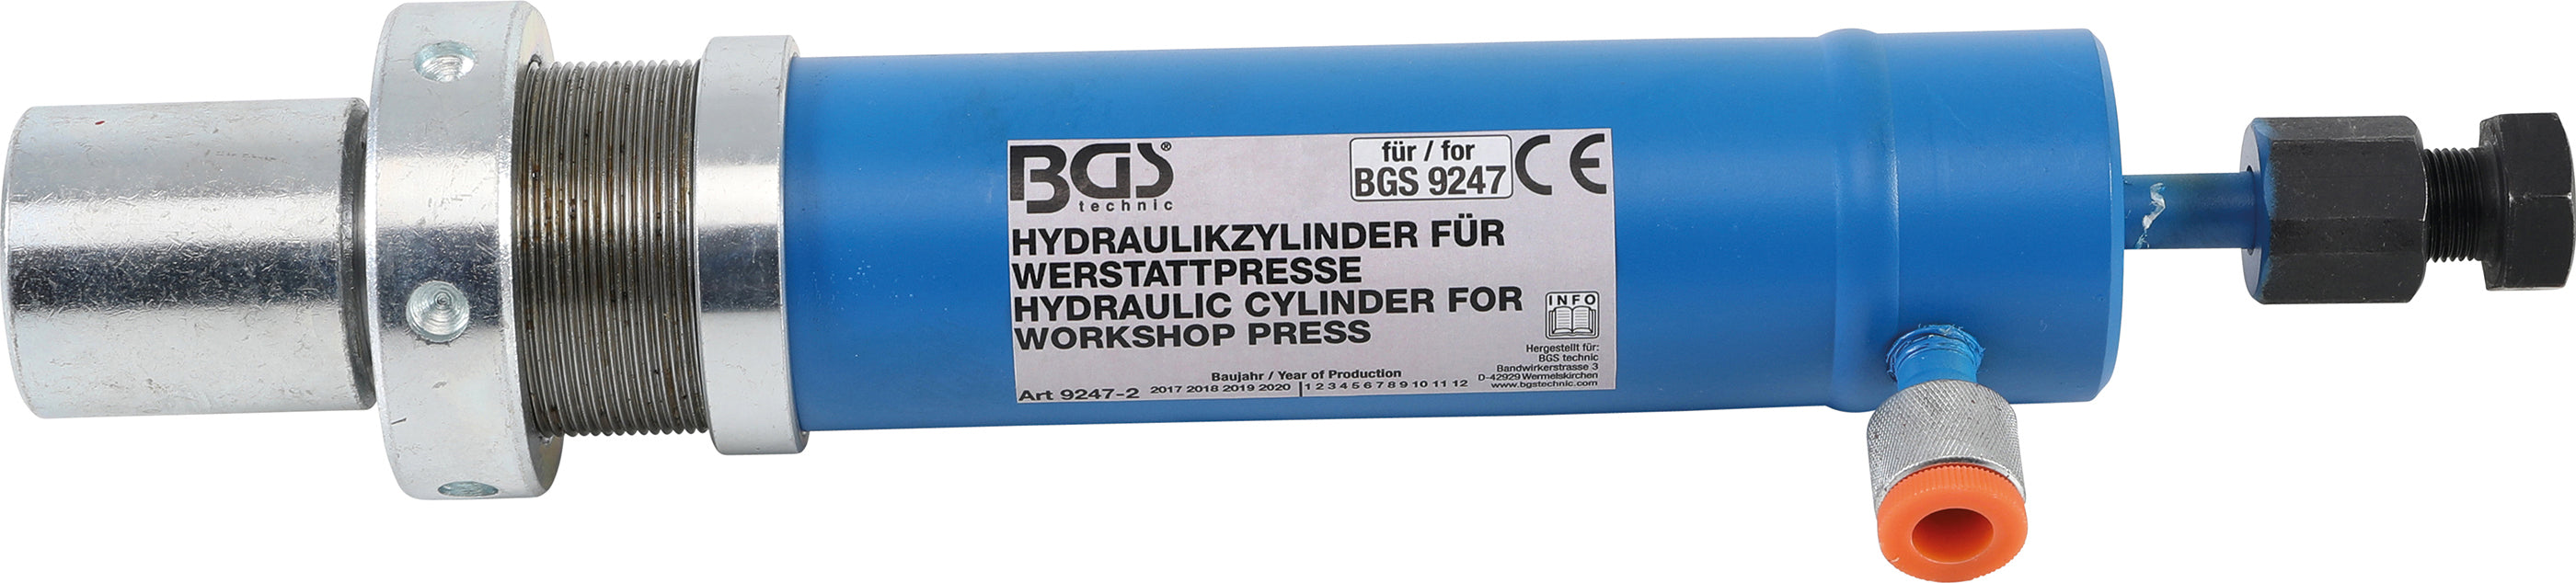 BGS®
technic
für / for
BGS 9247
CE
HYDRAULIKZYLINDER FÜR
WERSTATTPRESSE
HYDRAULIC CYLINDER FOR
WORKSHOP PRESS
INFO
Hergestellt für:
BGS technic
Bandwirkerstrasse 3
D-42929 Wermelskirchen
www.bgstechnic.com
Baujahr / Year of Production
Art 9247-2 2017 2018 2019 2020 | 1 2 3 4 5 6 7 8 9 10 11 12